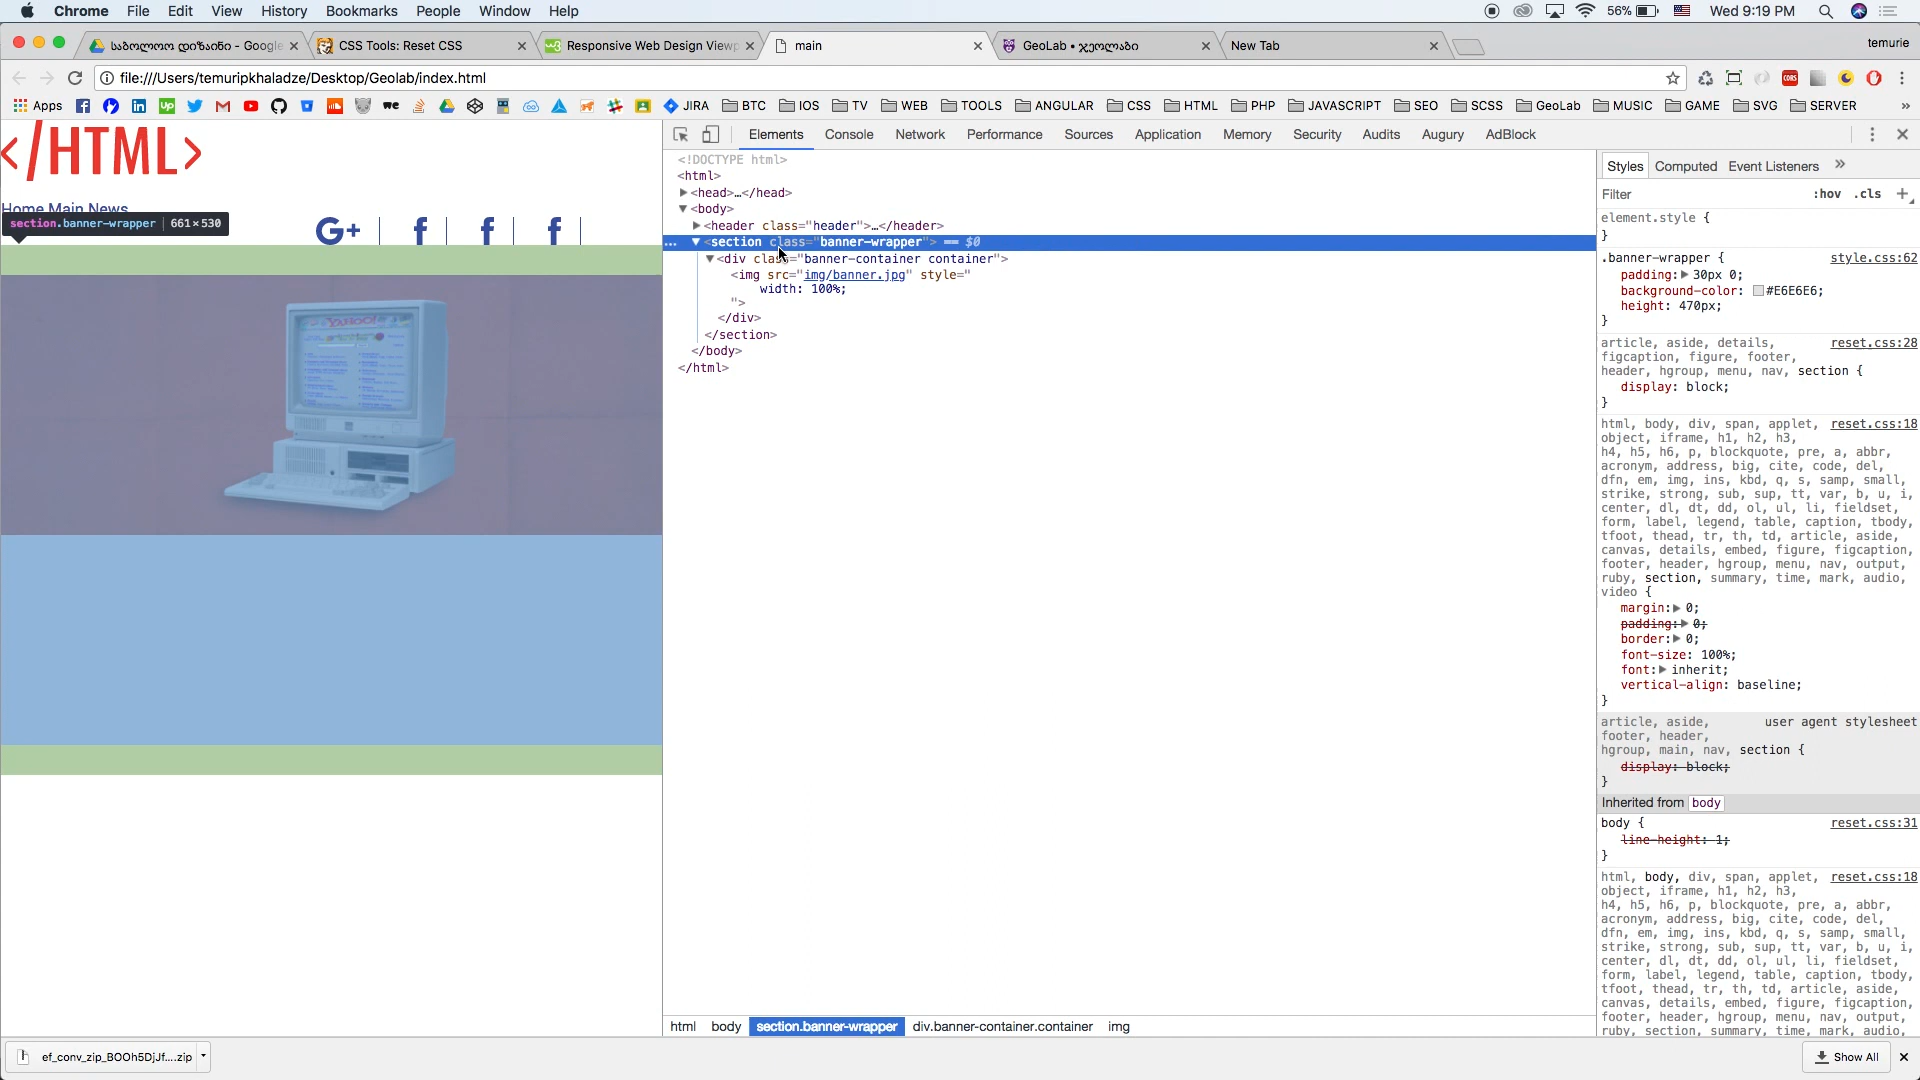 Chrome File Edit View History Bookmarks People Window Help 56% Wed 9:19 PM
საბოლოო დიზაინი - Google CSS Tools: Reset CSS Responsive Web Design Viewp main GeoLab • ჯეოლაბი New Tab temurie
file:///Users/temuripkhaladze/Desktop/Geolab/index.html
Apps JIRA BTC IOS TV WEB TOOLS ANGULAR CSS HTML PHP JAVASCRIPT SEO SCSS GeoLab MUSIC GAME SVG SERVER »
</HTML>
Home Main News
section.banner-wrapper | 661×530
G+ f f f
YAHOO!
Elements Console Network Performance Sources Application Memory Security Audits Augury AdBlock
<!DOCTYPE html>
<html>
<head>…</head>
<body>
<header class="header">…</header>
… <section class="banner-wrapper"> == $0
<div class="banner-container container">
<img src="img/banner.jpg" style="
width: 100%;
">
</div>
</section>
</body>
</html>
html body section.banner-wrapper div.banner-container.container img
Styles Computed Event Listeners »
Filter :hov .cls +
element.style {
}
.banner-wrapper { style.css:62
padding: 30px 0;
background-color: #E6E6E6;
height: 470px;
}
article, aside, details, reset.css:28
figcaption, figure, footer,
header, hgroup, menu, nav, section {
display: block;
}
html, body, div, span, applet, reset.css:18
object, iframe, h1, h2, h3,
h4, h5, h6, p, blockquote, pre, a, abbr,
acronym, address, big, cite, code, del,
dfn, em, img, ins, kbd, q, s, samp, small,
strike, strong, sub, sup, tt, var, b, u, i,
center, dl, dt, dd, ol, ul, li, fieldset,
form, label, legend, table, caption, tbody,
tfoot, thead, tr, th, td, article, aside,
canvas, details, embed, figure, figcaption,
footer, header, hgroup, menu, nav, output,
ruby, section, summary, time, mark, audio,
video {
margin: 0;
padding: 0;
border: 0;
font-size: 100%;
font: inherit;
vertical-align: baseline;
}
article, aside, user agent stylesheet
footer, header,
hgroup, main, nav, section {
display: block;
}
Inherited from body
body { reset.css:31
line-height: 1;
}
html, body, div, span, applet, reset.css:18
object, iframe, h1, h2, h3,
h4, h5, h6, p, blockquote, pre, a, abbr,
acronym, address, big, cite, code, del,
dfn, em, img, ins, kbd, q, s, samp, small,
strike, strong, sub, sup, tt, var, b, u, i,
center, dl, dt, dd, ol, ul, li, fieldset,
form, label, legend, table, caption, tbody,
tfoot, thead, tr, th, td, article, aside,
canvas, details, embed, figure, figcaption,
footer, header, hgroup, menu, nav, output,
ruby, section, summary, time, mark, audio,
ef_conv_zip_BOOh5DjJf....zip Show All